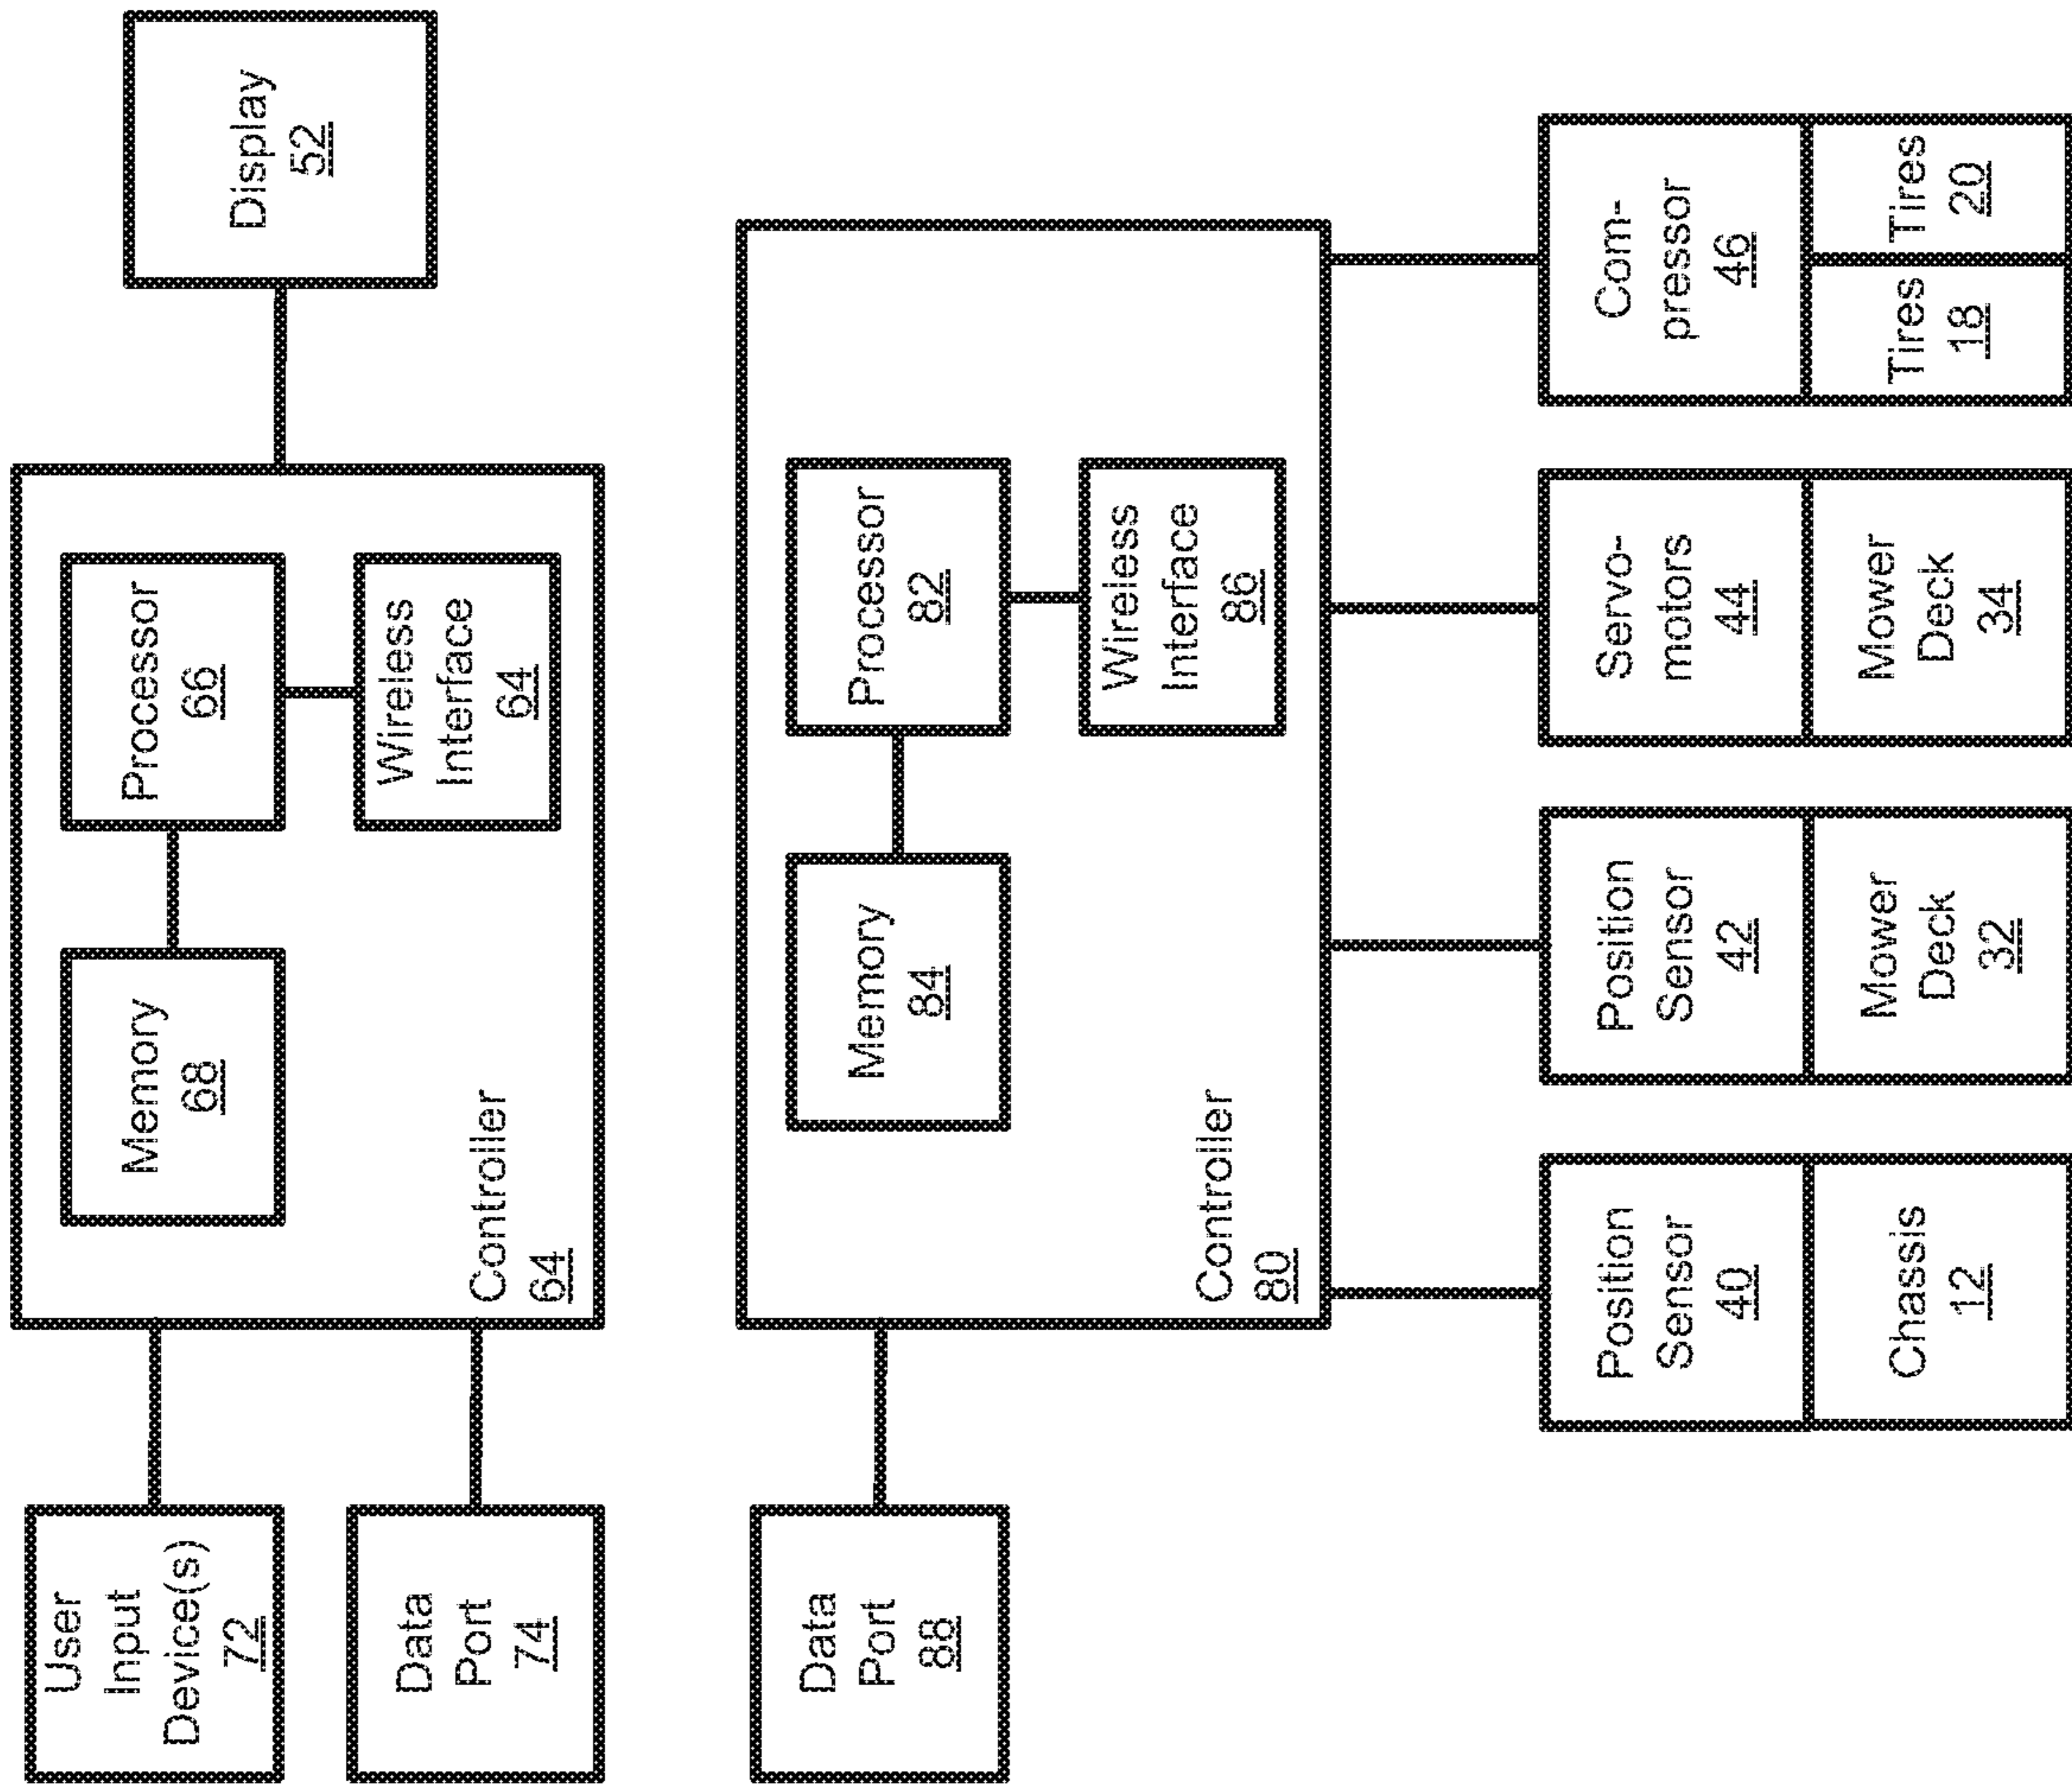 User
Input
Device(s)
72
Memory
68
Processor
66
Display
52
Data
Port
74
Controller
64
Wireless
Interface
64
Data
Port
88
Memory
84
Processor
82
Controller
80
Wireless
Interface
86
Position
Sensor
40
Position
Sensor
42
Servo-
motors
44
Com-
pressor
46
Chassis
12
Mower
Deck
32
Mower
Deck
34
Tires
18
Tires
20